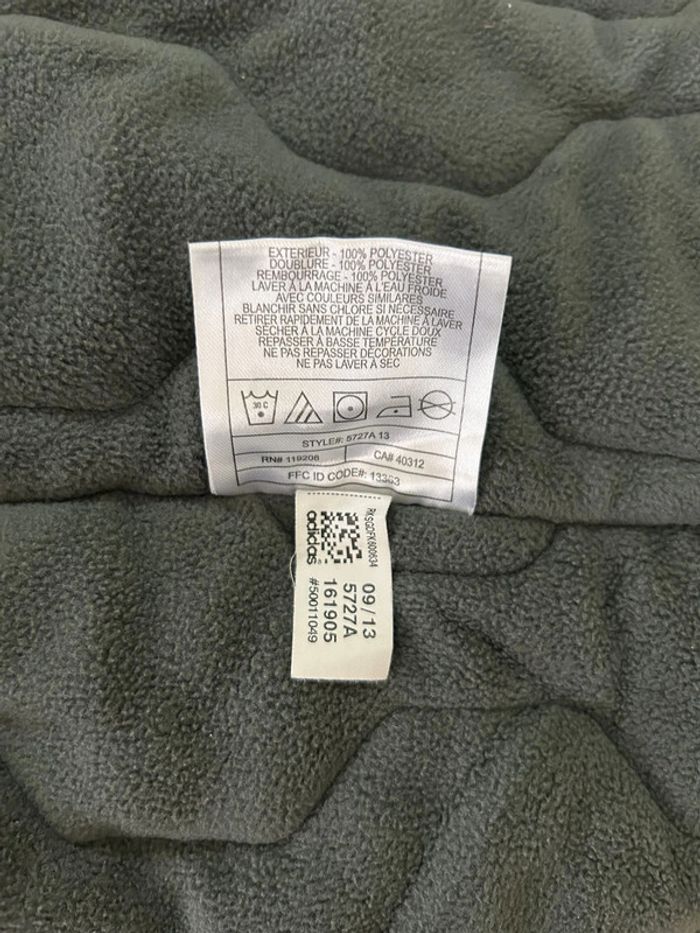 EXTERIEUR - 100% POLYESTER
DOUBLURE - 100% POLYESTER
REMBOURRAGE - 100% POLYESTER
LAVER À LA MACHINE À L'EAU FROIDE
AVEC COULEURS SIMILAIRES
BLANCHIR SANS CHLORE SI NÉCESSAIRE
RETIRER RAPIDEMENT DE LA MACHINE À LAVER
SÉCHER À LA MACHINE CYCLE DOUX
REPASSER À BASSE TEMPÉRATURE
NE PAS REPASSER DÉCORATIONS
NE PAS LAVER À SEC
30 C
STYLE#: 5727A 13
RN# 119206 CA# 40312
FFC ID CODE#: 13363
adidas
09/13
5727A
161905
#50011049